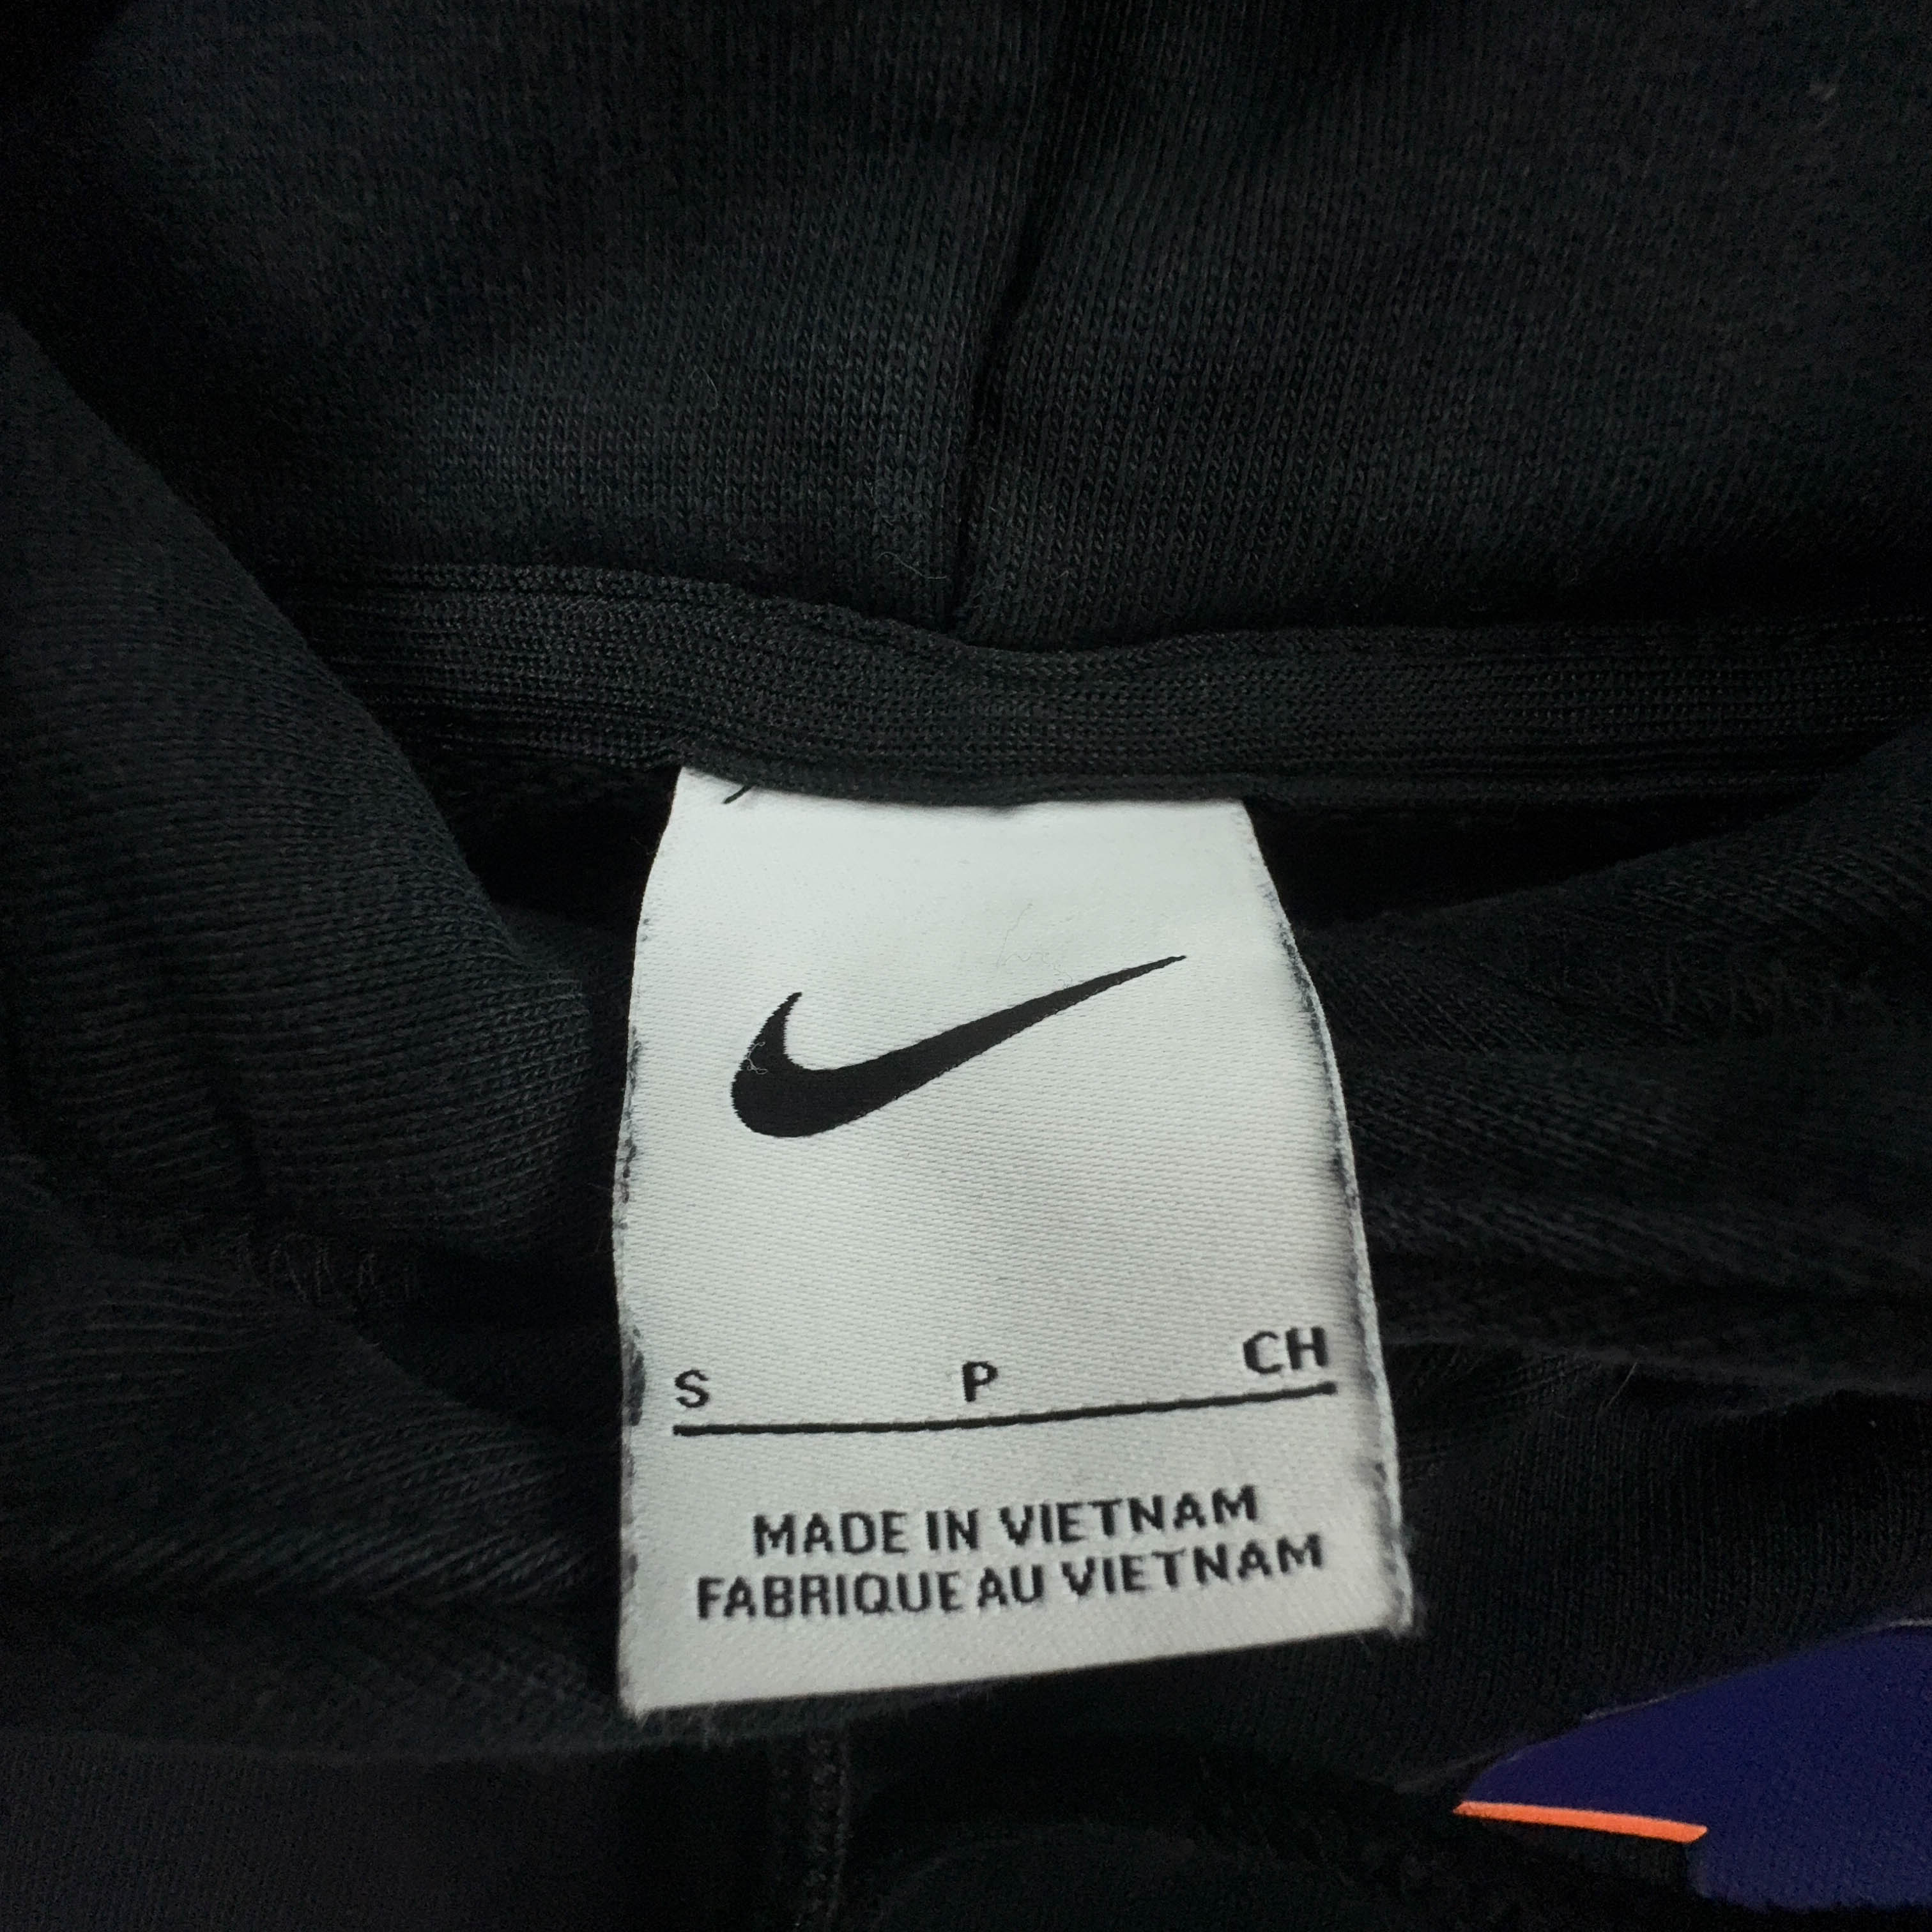 S P CH
MADE IN VIETNAM
FABRIQUE AU VIETNAM